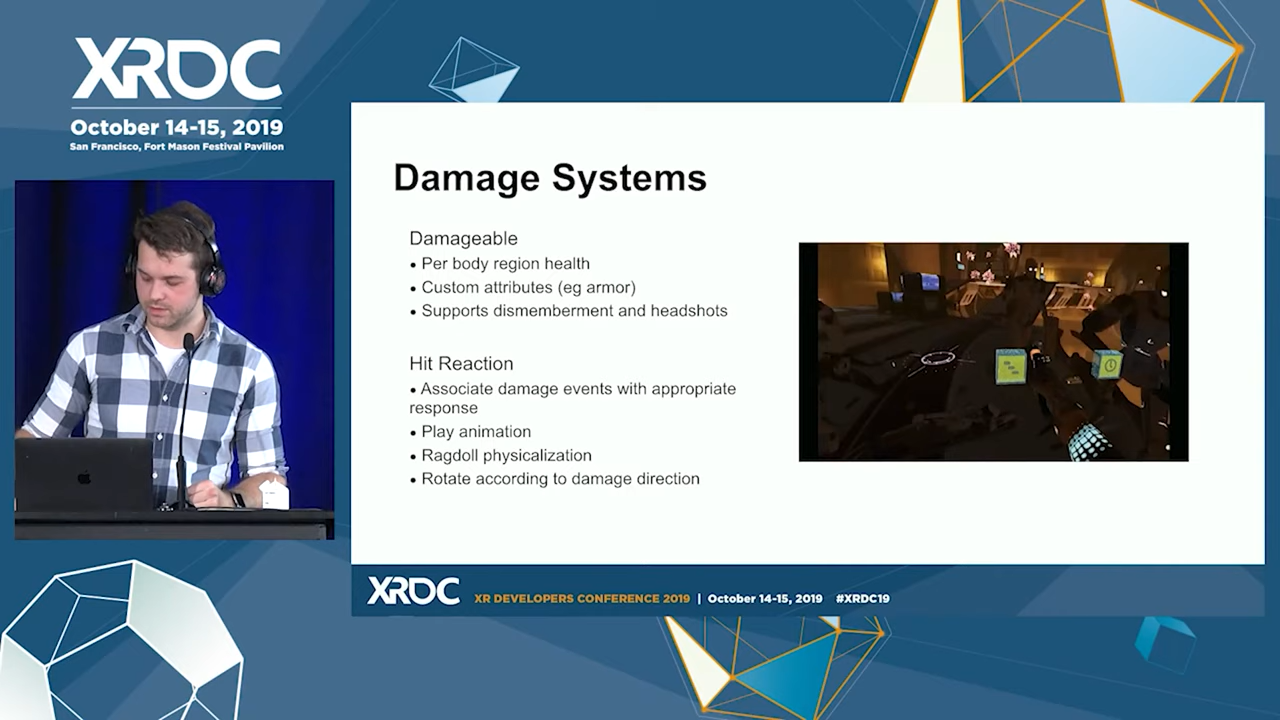 XRDC
October 14-15, 2019
San Francisco, Fort Mason Festival Pavilion
Damage Systems
Damageable
• Per body region health
• Custom attributes (eg armor)
• Supports dismemberment and headshots
Hit Reaction
• Associate damage events with appropriate
response
• Play animation
• Ragdoll physicalization
• Rotate according to damage direction
XRDC
XR DEVELOPERS CONFERENCE 2019 | October 14-15, 2019 #XRDC19